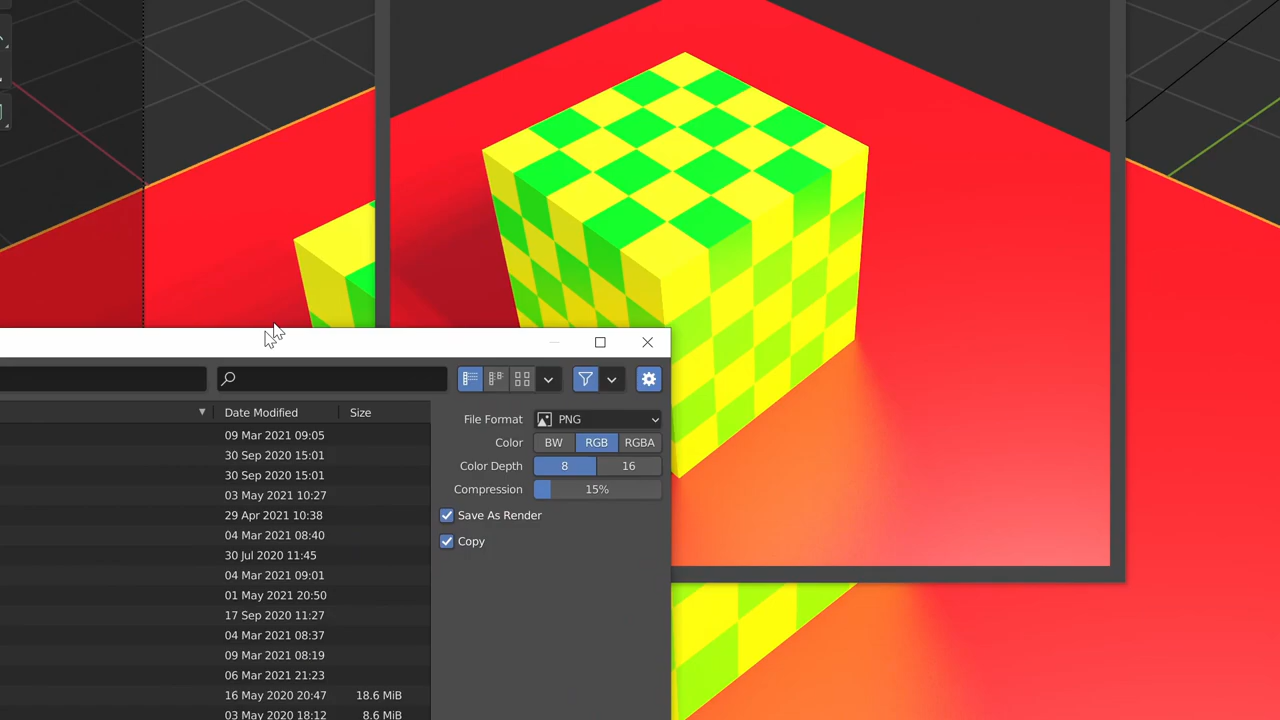 Date Modified Size
09 Mar 2021 09:05
30 Sep 2020 15:01
30 Sep 2020 15:01
03 May 2021 10:27
29 Apr 2021 10:38
04 Mar 2021 08:40
30 Jul 2020 11:45
04 Mar 2021 09:01
01 May 2021 20:50
17 Sep 2020 11:27
04 Mar 2021 08:37
09 Mar 2021 08:19
06 Mar 2021 21:23
16 May 2020 20:47 18.6 MiB
03 May 2020 18:12 8.6 MiB
File Format PNG
Color BW RGB RGBA
Color Depth 8 16
Compression 15%
Save As Render
Copy